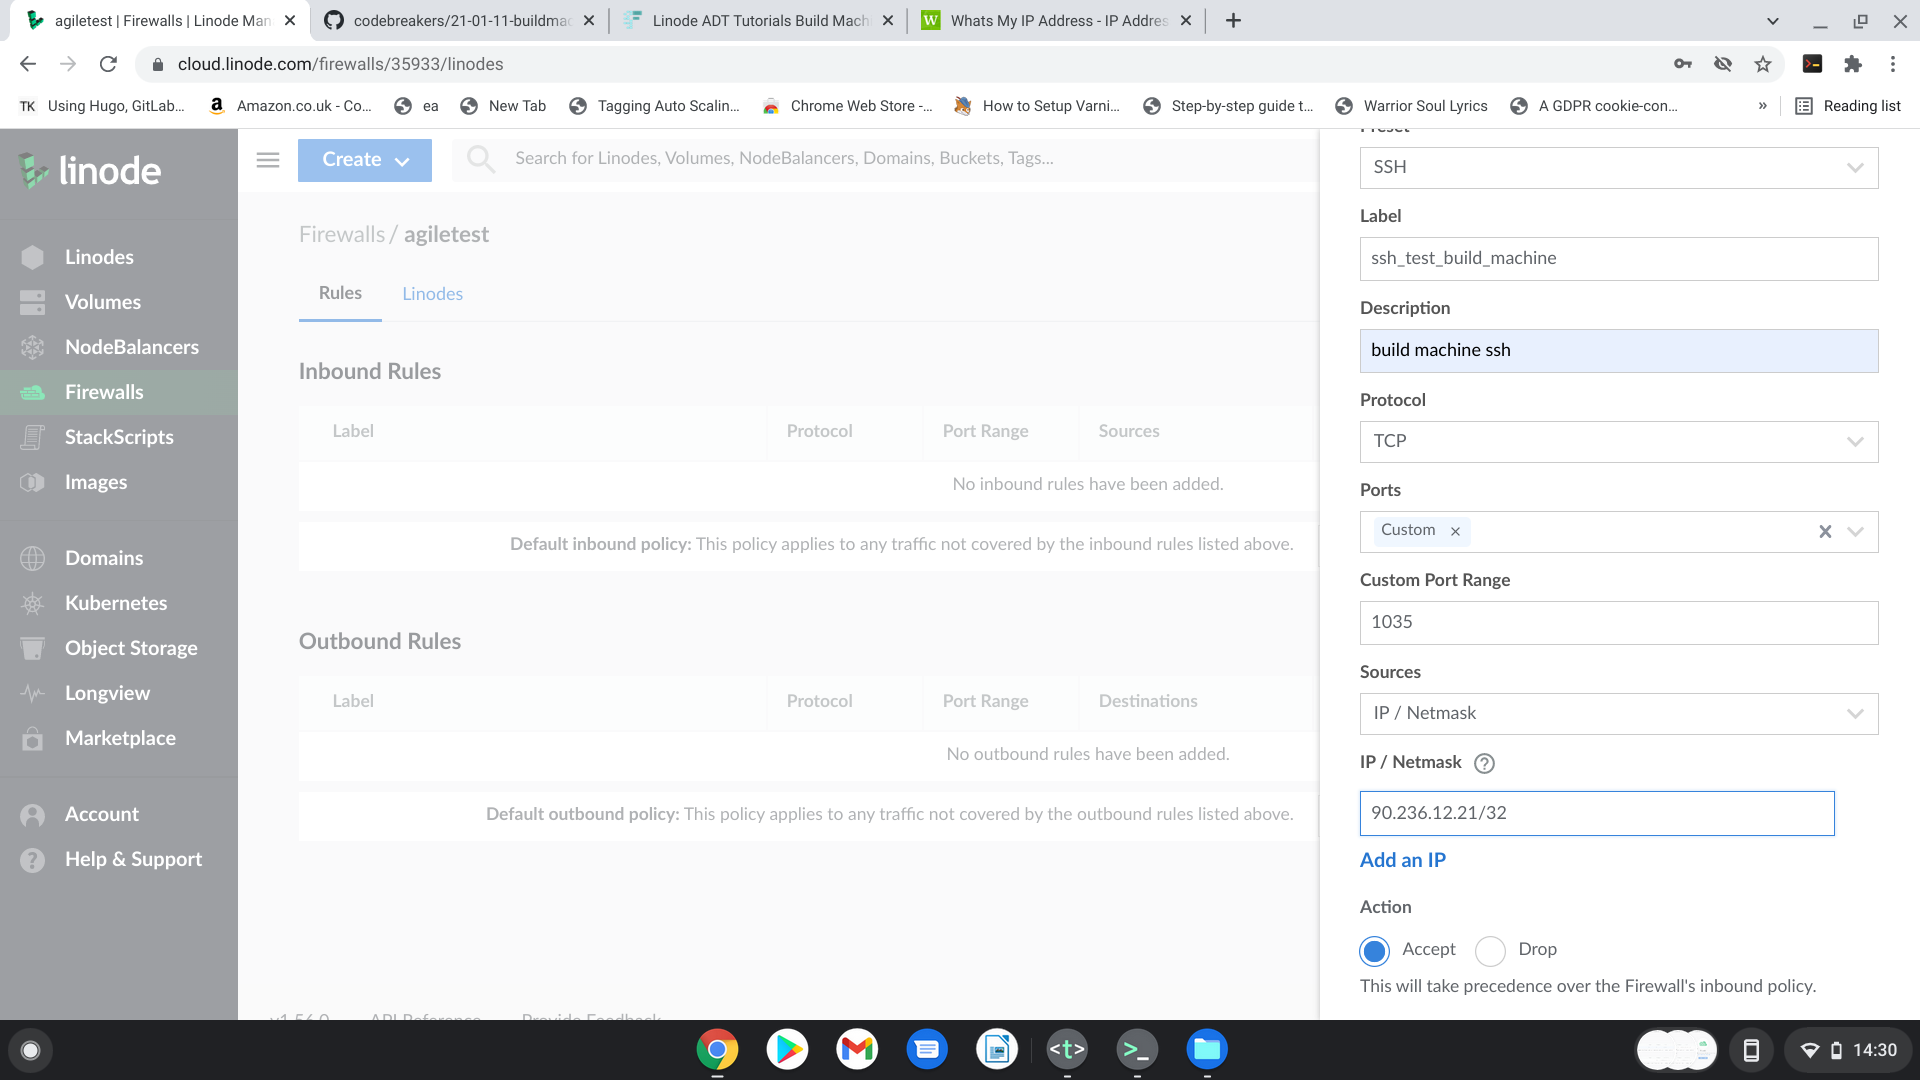 agiletest | Firewalls | Linode Man
codebreakers/21-01-11-buildmac
Linode ADT Tutorials Build Mach
Whats My IP Address - IP Addres
cloud.linode.com/firewalls/35933/linodes
TK Using Hugo, GitLab...
Amazon.co.uk - Co...
ea
New Tab
Tagging Auto Scalin...
Chrome Web Store -...
How to Setup Varni...
Step-by-step guide t...
Warrior Soul Lyrics
A GDPR cookie-con...
»
Reading list
linode
Linodes
Volumes
NodeBalancers
Firewalls
StackScripts
Images
Domains
Kubernetes
Object Storage
Longview
Marketplace
Account
Help & Support
Create
Search for Linodes, Volumes, NodeBalancers, Domains, Buckets, Tags...
Firewalls / agiletest
Rules Linodes
Inbound Rules
Label Protocol Port Range Sources
No inbound rules have been added.
Default inbound policy: This policy applies to any traffic not covered by the inbound rules listed above.
Outbound Rules
Label Protocol Port Range Destinations
No outbound rules have been added.
Default outbound policy: This policy applies to any traffic not covered by the outbound rules listed above.
v1.56.0 API Reference Provide Feedback
Preset
SSH
Label
ssh_test_build_machine
Description
build machine ssh
Protocol
TCP
Ports
Custom
Custom Port Range
1035
Sources
IP / Netmask
IP / Netmask
90.236.12.21/32
Add an IP
Action
Accept Drop
This will take precedence over the Firewall's inbound policy.
<t>
>_
14:30